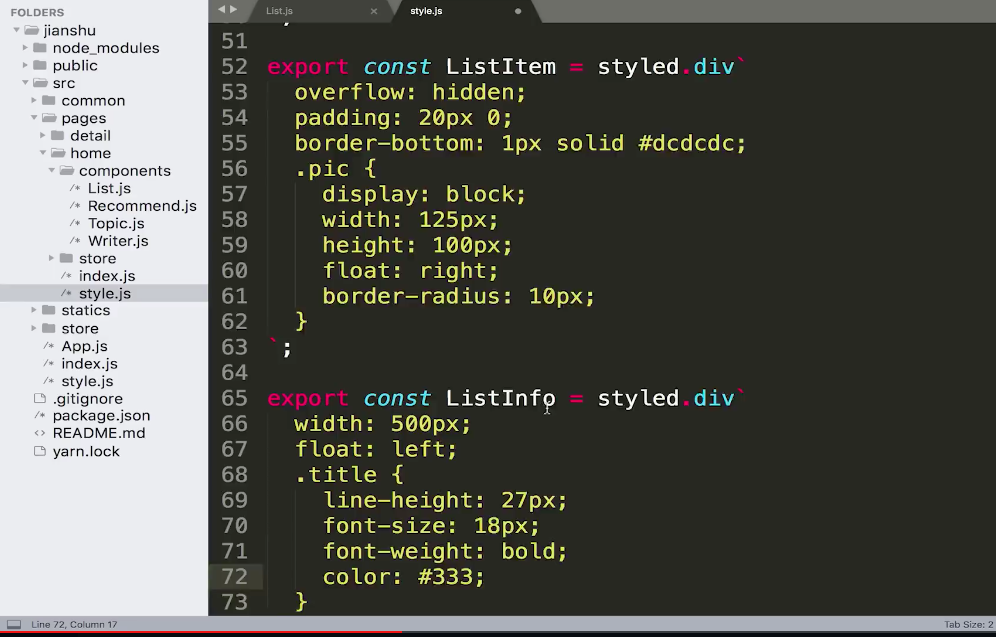 FOLDERS
jianshu
node_modules
public
src
common
pages
detail
home
components
List.js
Recommend.js
Topic.js
Writer.js
store
index.js
style.js
statics
store
App.js
index.js
style.js
.gitignore
package.json
README.md
yarn.lock
List.js
style.js
51
52 export const ListItem = styled.div`
53 overflow: hidden;
54 padding: 20px 0;
55 border-bottom: 1px solid #dcdcdc;
56 .pic {
57 display: block;
58 width: 125px;
59 height: 100px;
60 float: right;
61 border-radius: 10px;
62 }
63 `;
64
65 export const ListInfo = styled.div`
66 width: 500px;
67 float: left;
68 .title {
69 line-height: 27px;
70 font-size: 18px;
71 font-weight: bold;
72 color: #333;
73 }
Line 72, Column 17
Tab Size: 2